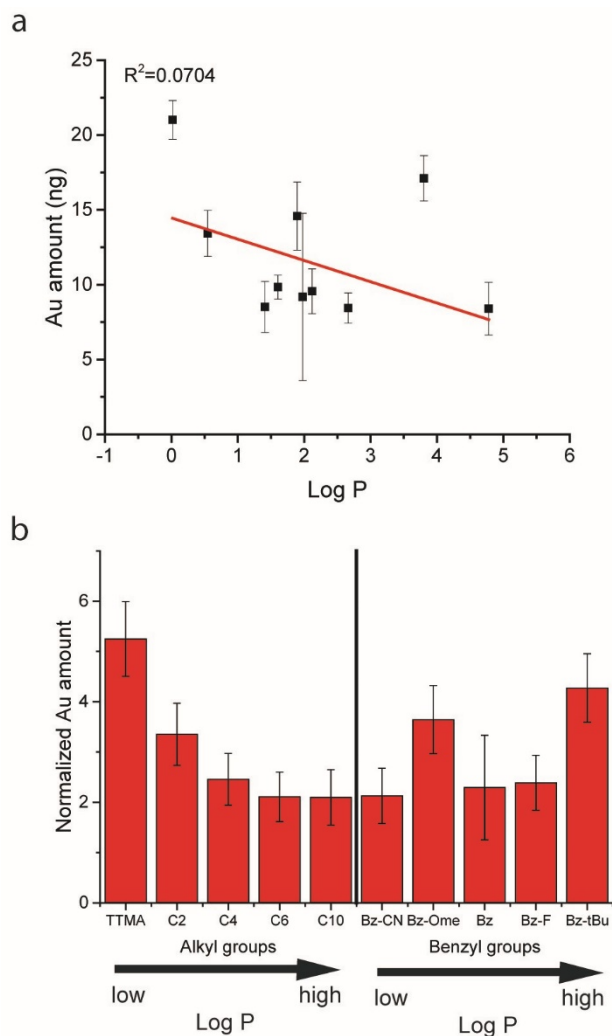 a
R²=0.0704
25
20
15
10
5
0
Au amount (ng)
-1 0 1 2 3 4 5 6
Log P
b
6
4
2
0
Normalized Au amount
TTMA C2 C4 C6 C10 Bz-CN Bz-Ome Bz Bz-F Bz-tBu
Alkyl groups Benzyl groups
low high low high
Log P Log P